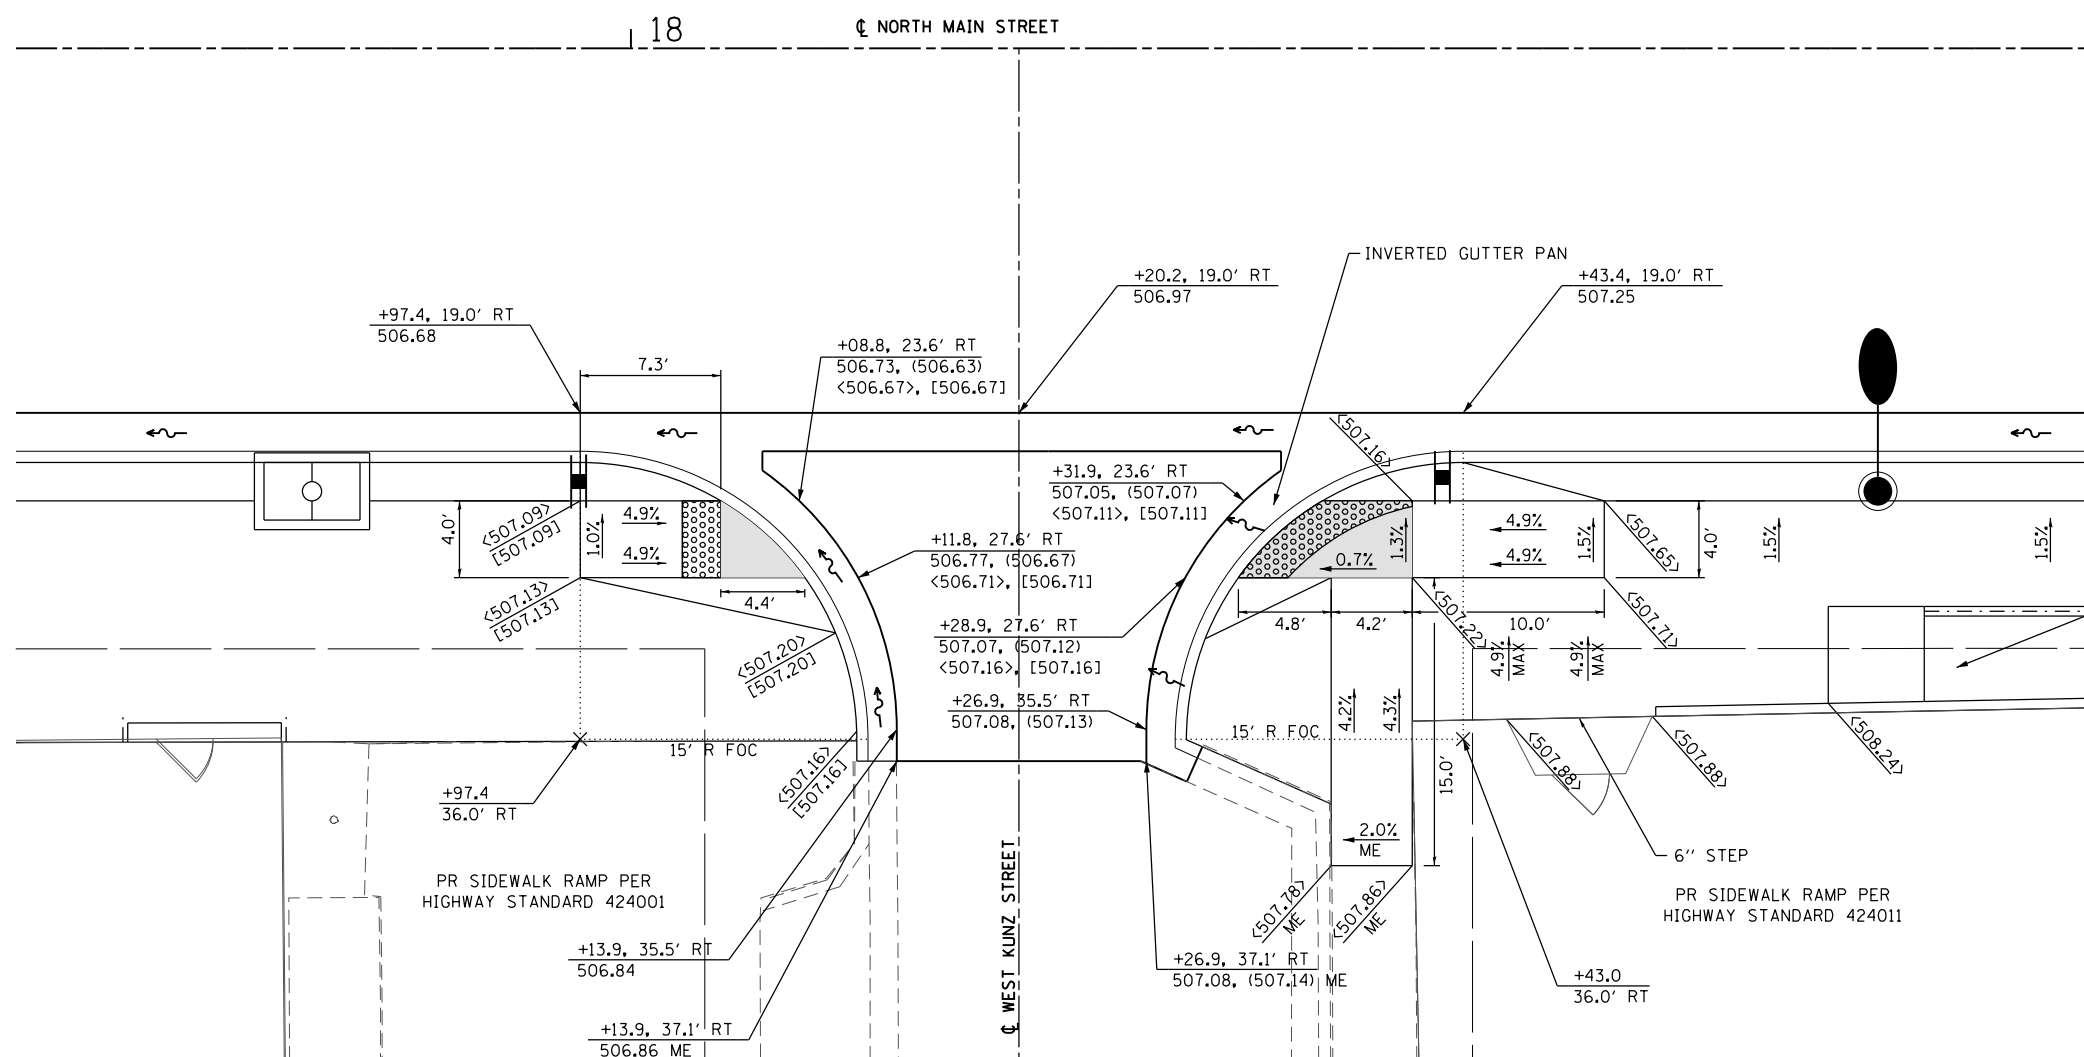 18
℄ NORTH MAIN STREET
INVERTED GUTTER PAN
+20.2, 19.0' RT
506.97
+43.4, 19.0' RT
507.25
+97.4, 19.0' RT
506.68
+08.8, 23.6' RT
506.73, (506.63)
<506.67>, [506.67]
7.3'
<507.16>
+31.9, 23.6' RT
507.05, (507.07)
<507.11>, [507.11]
4.0'
<507.09>
[507.09]
1.0%
4.9%
4.9%
+11.8, 27.6' RT
506.77, (506.67)
<506.71>, [506.71]
1.3%
0.7%
4.9%
4.9%
1.5%
<507.65>
4.0'
1.5%
1.5%
<507.13>
[507.13]
4.4'
+28.9, 27.6' RT
507.07, (507.12)
<507.16>, [507.16]
4.8'
4.2'
<507.22>
10.0'
<507.71>
<507.20>
[507.20]
4.9%
MAX
4.9%
MAX
+26.9, 35.5' RT
507.08, (507.13)
4.2%
4.3%
15' R FOC
15' R FOC
<507.16>
[507.16]
15.0'
<507.88>
<507.88>
<508.24>
+97.4
36.0' RT
2.0%
ME
6'' STEP
PR SIDEWALK RAMP PER
HIGHWAY STANDARD 424001
<507.78>
ME
<507.86>
ME
PR SIDEWALK RAMP PER
HIGHWAY STANDARD 424011
℄ WEST KUNZ STREET
+13.9, 35.5' RT
506.84
+26.9, 37.1' RT
507.08, (507.14) ME
+43.0
36.0' RT
+13.9, 37.1' RT
506.86 ME